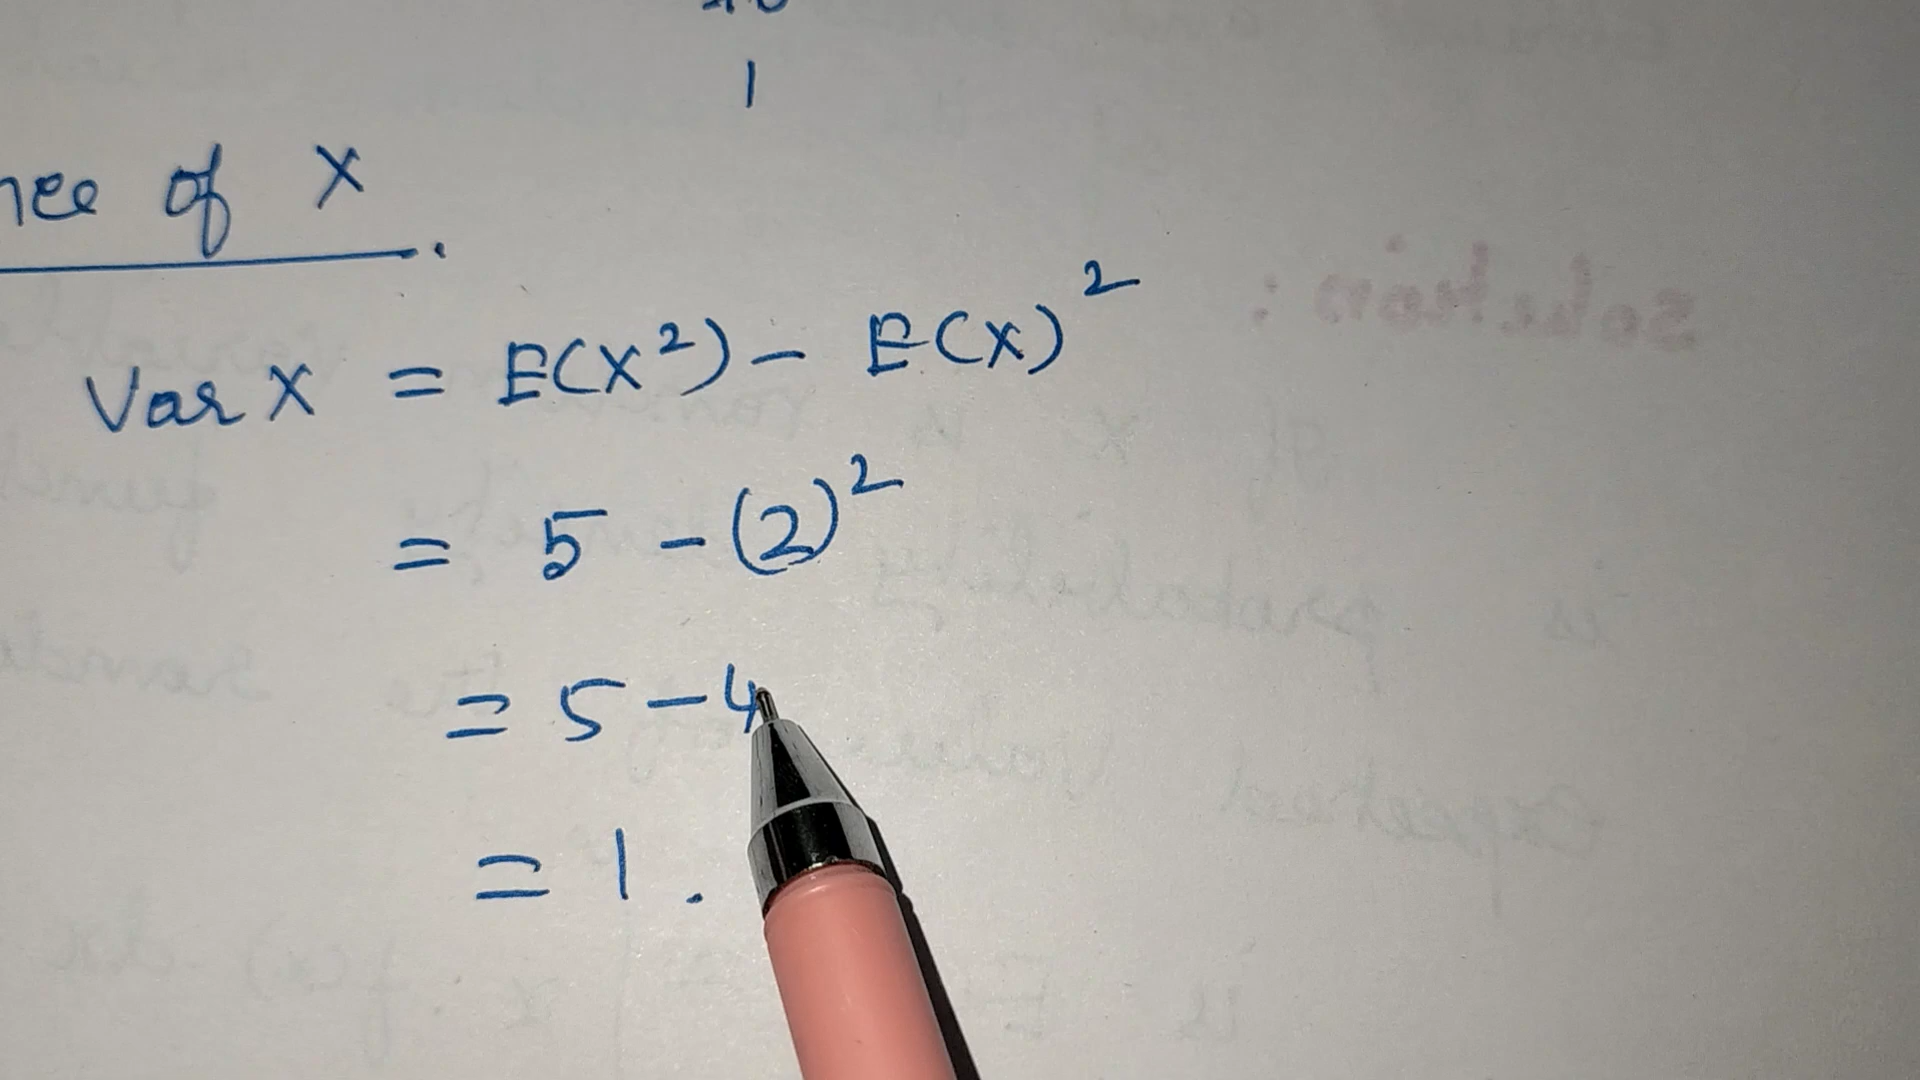 1
of X.
Var X = E(X²) - E(X)²
= 5 - (2)²
= 5 - 4
= 1.